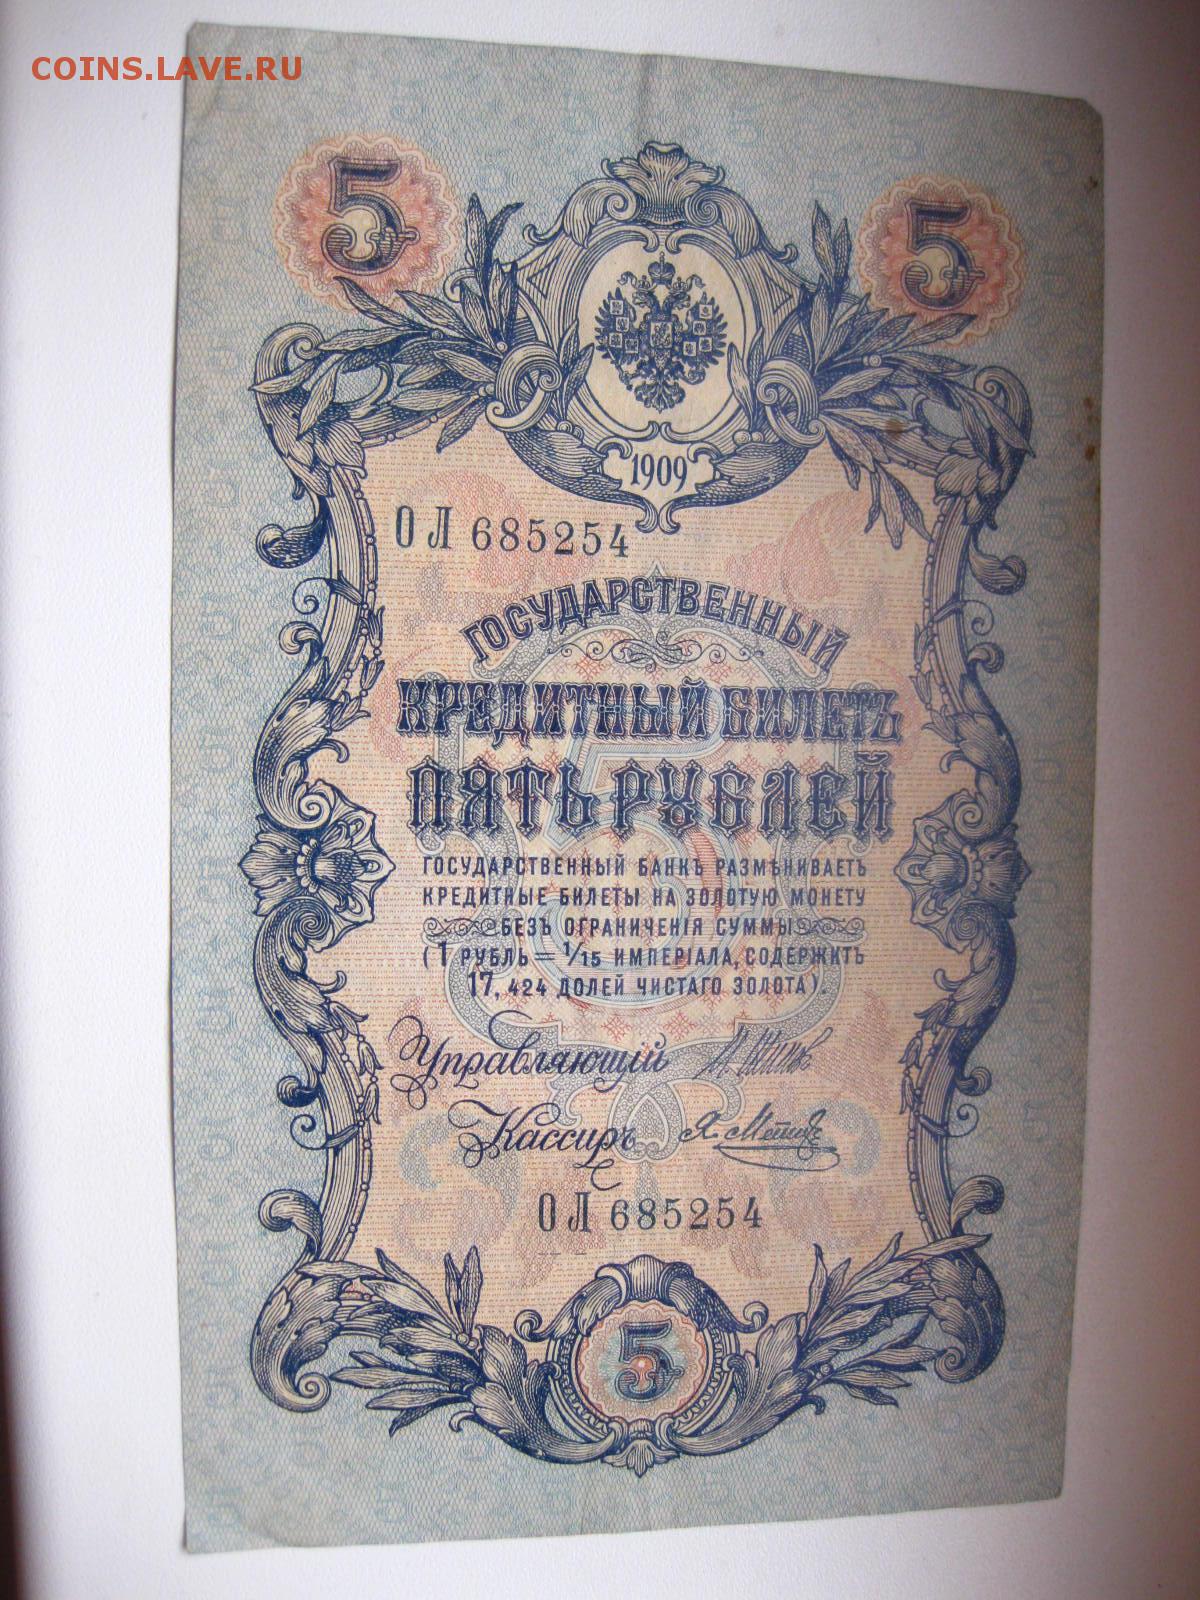 COINS.LAVE.RU
5
5
1909
ОЛ 685254
ГОСУДАРСТВЕННЫЙ
КРЕДИТНЫЙ БИЛЕТЪ
ПЯТЬ РУБЛЕЙ
ГОСУДАРСТВЕННЫЙ БАНКЪ РАЗМѢНИВАЕТЪ
КРЕДИТНЫЕ БИЛЕТЫ НА ЗОЛОТУЮ МОНЕТУ
БЕЗЪ ОГРАНИЧЕНІЯ СУММЫ
(1 РУБЛЬ = 1/15 ИМПЕРІАЛА, СОДЕРЖИТЪ
17,424 ДОЛЕЙ ЧИСТАГО ЗОЛОТА).
Управляющій
Кассиръ
ОЛ 685254
5